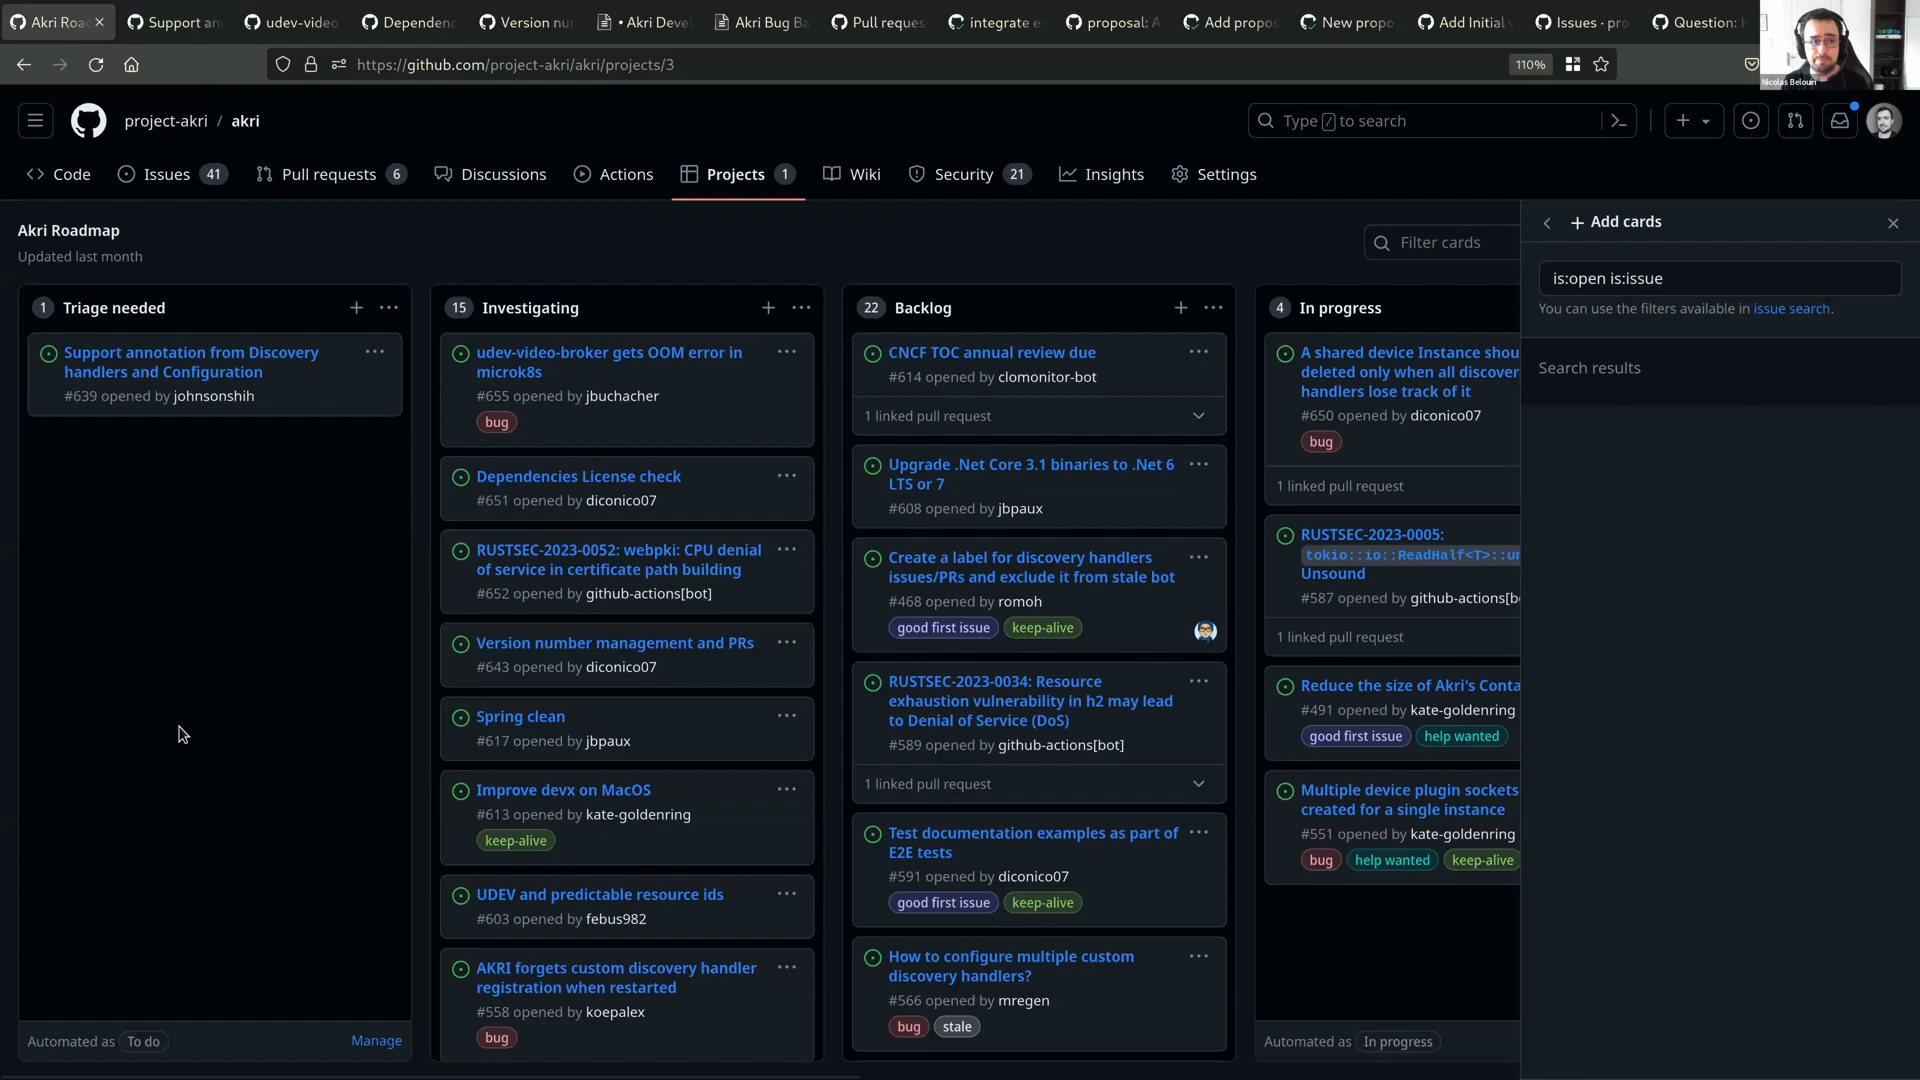 Akri Roa
Support an
udev-video
Dependenc
Version nu
• Akri Deve
Akri Bug Ba
Pull reques
integrate e
proposal: A
Add propo
New propo
Add Initial
Issues · pro
Question: H
https://github.com/project-akri/akri/projects/3
110%
Nicolas Belouin
project-akri / akri
Type / to search
Code
Issues 41
Pull requests 6
Discussions
Actions
Projects 1
Wiki
Security 21
Insights
Settings
Akri Roadmap
Updated last month
Filter cards
1 Triage needed
Support annotation from Discovery
handlers and Configuration
#639 opened by johnsonshih
Automated as To do
Manage
15 Investigating
udev-video-broker gets OOM error in
microk8s
#655 opened by jbuchacher
bug
Dependencies License check
#651 opened by diconico07
RUSTSEC-2023-0052: webpki: CPU denial
of service in certificate path building
#652 opened by github-actions[bot]
Version number management and PRs
#643 opened by diconico07
Spring clean
#617 opened by jbpaux
Improve devx on MacOS
#613 opened by kate-goldenring
keep-alive
UDEV and predictable resource ids
#603 opened by febus982
AKRI forgets custom discovery handler
registration when restarted
#558 opened by koepalex
bug
22 Backlog
CNCF TOC annual review due
#614 opened by clomonitor-bot
1 linked pull request
Upgrade .Net Core 3.1 binaries to .Net 6
LTS or 7
#608 opened by jbpaux
Create a label for discovery handlers
issues/PRs and exclude it from stale bot
#468 opened by romoh
good first issue keep-alive
RUSTSEC-2023-0034: Resource
exhaustion vulnerability in h2 may lead
to Denial of Service (DoS)
#589 opened by github-actions[bot]
1 linked pull request
Test documentation examples as part of
E2E tests
#591 opened by diconico07
good first issue keep-alive
How to configure multiple custom
discovery handlers?
#566 opened by mregen
bug stale
4 In progress
A shared device Instance shou
deleted only when all discover
handlers lose track of it
#650 opened by diconico07
bug
1 linked pull request
RUSTSEC-2023-0005:
tokio::io::ReadHalf<T>::un
Unsound
#587 opened by github-actions[bo
1 linked pull request
Reduce the size of Akri's Conta
#491 opened by kate-goldenring
good first issue help wanted
Multiple device plugin sockets
created for a single instance
#551 opened by kate-goldenring
bug help wanted keep-alive
Automated as In progress
Add cards
is:open is:issue
You can use the filters available in issue search.
Search results